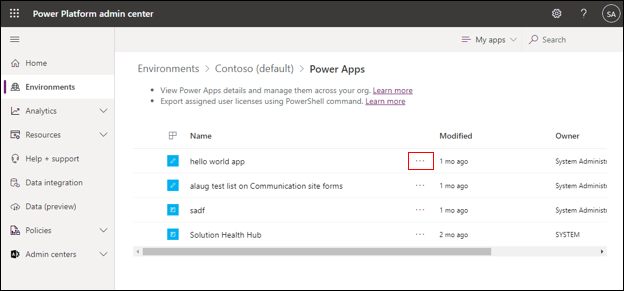 Power Platform admin center
SA
My apps
Search
Home
Environments
Analytics
Resources
Help + support
Data integration
Data (preview)
Policies
Admin centers
Environments > Contoso (default) > Power Apps
• View Power Apps details and manage them across your org. Learn more
• Export assigned user licenses using PowerShell command. Learn more
Name Modified Owner
hello world app ··· 1 mo ago System Administr
alaug test list on Communication site forms ··· 1 mo ago System Administr
sadf ··· 1 mo ago System Administr
Solution Health Hub ··· 2 mo ago SYSTEM